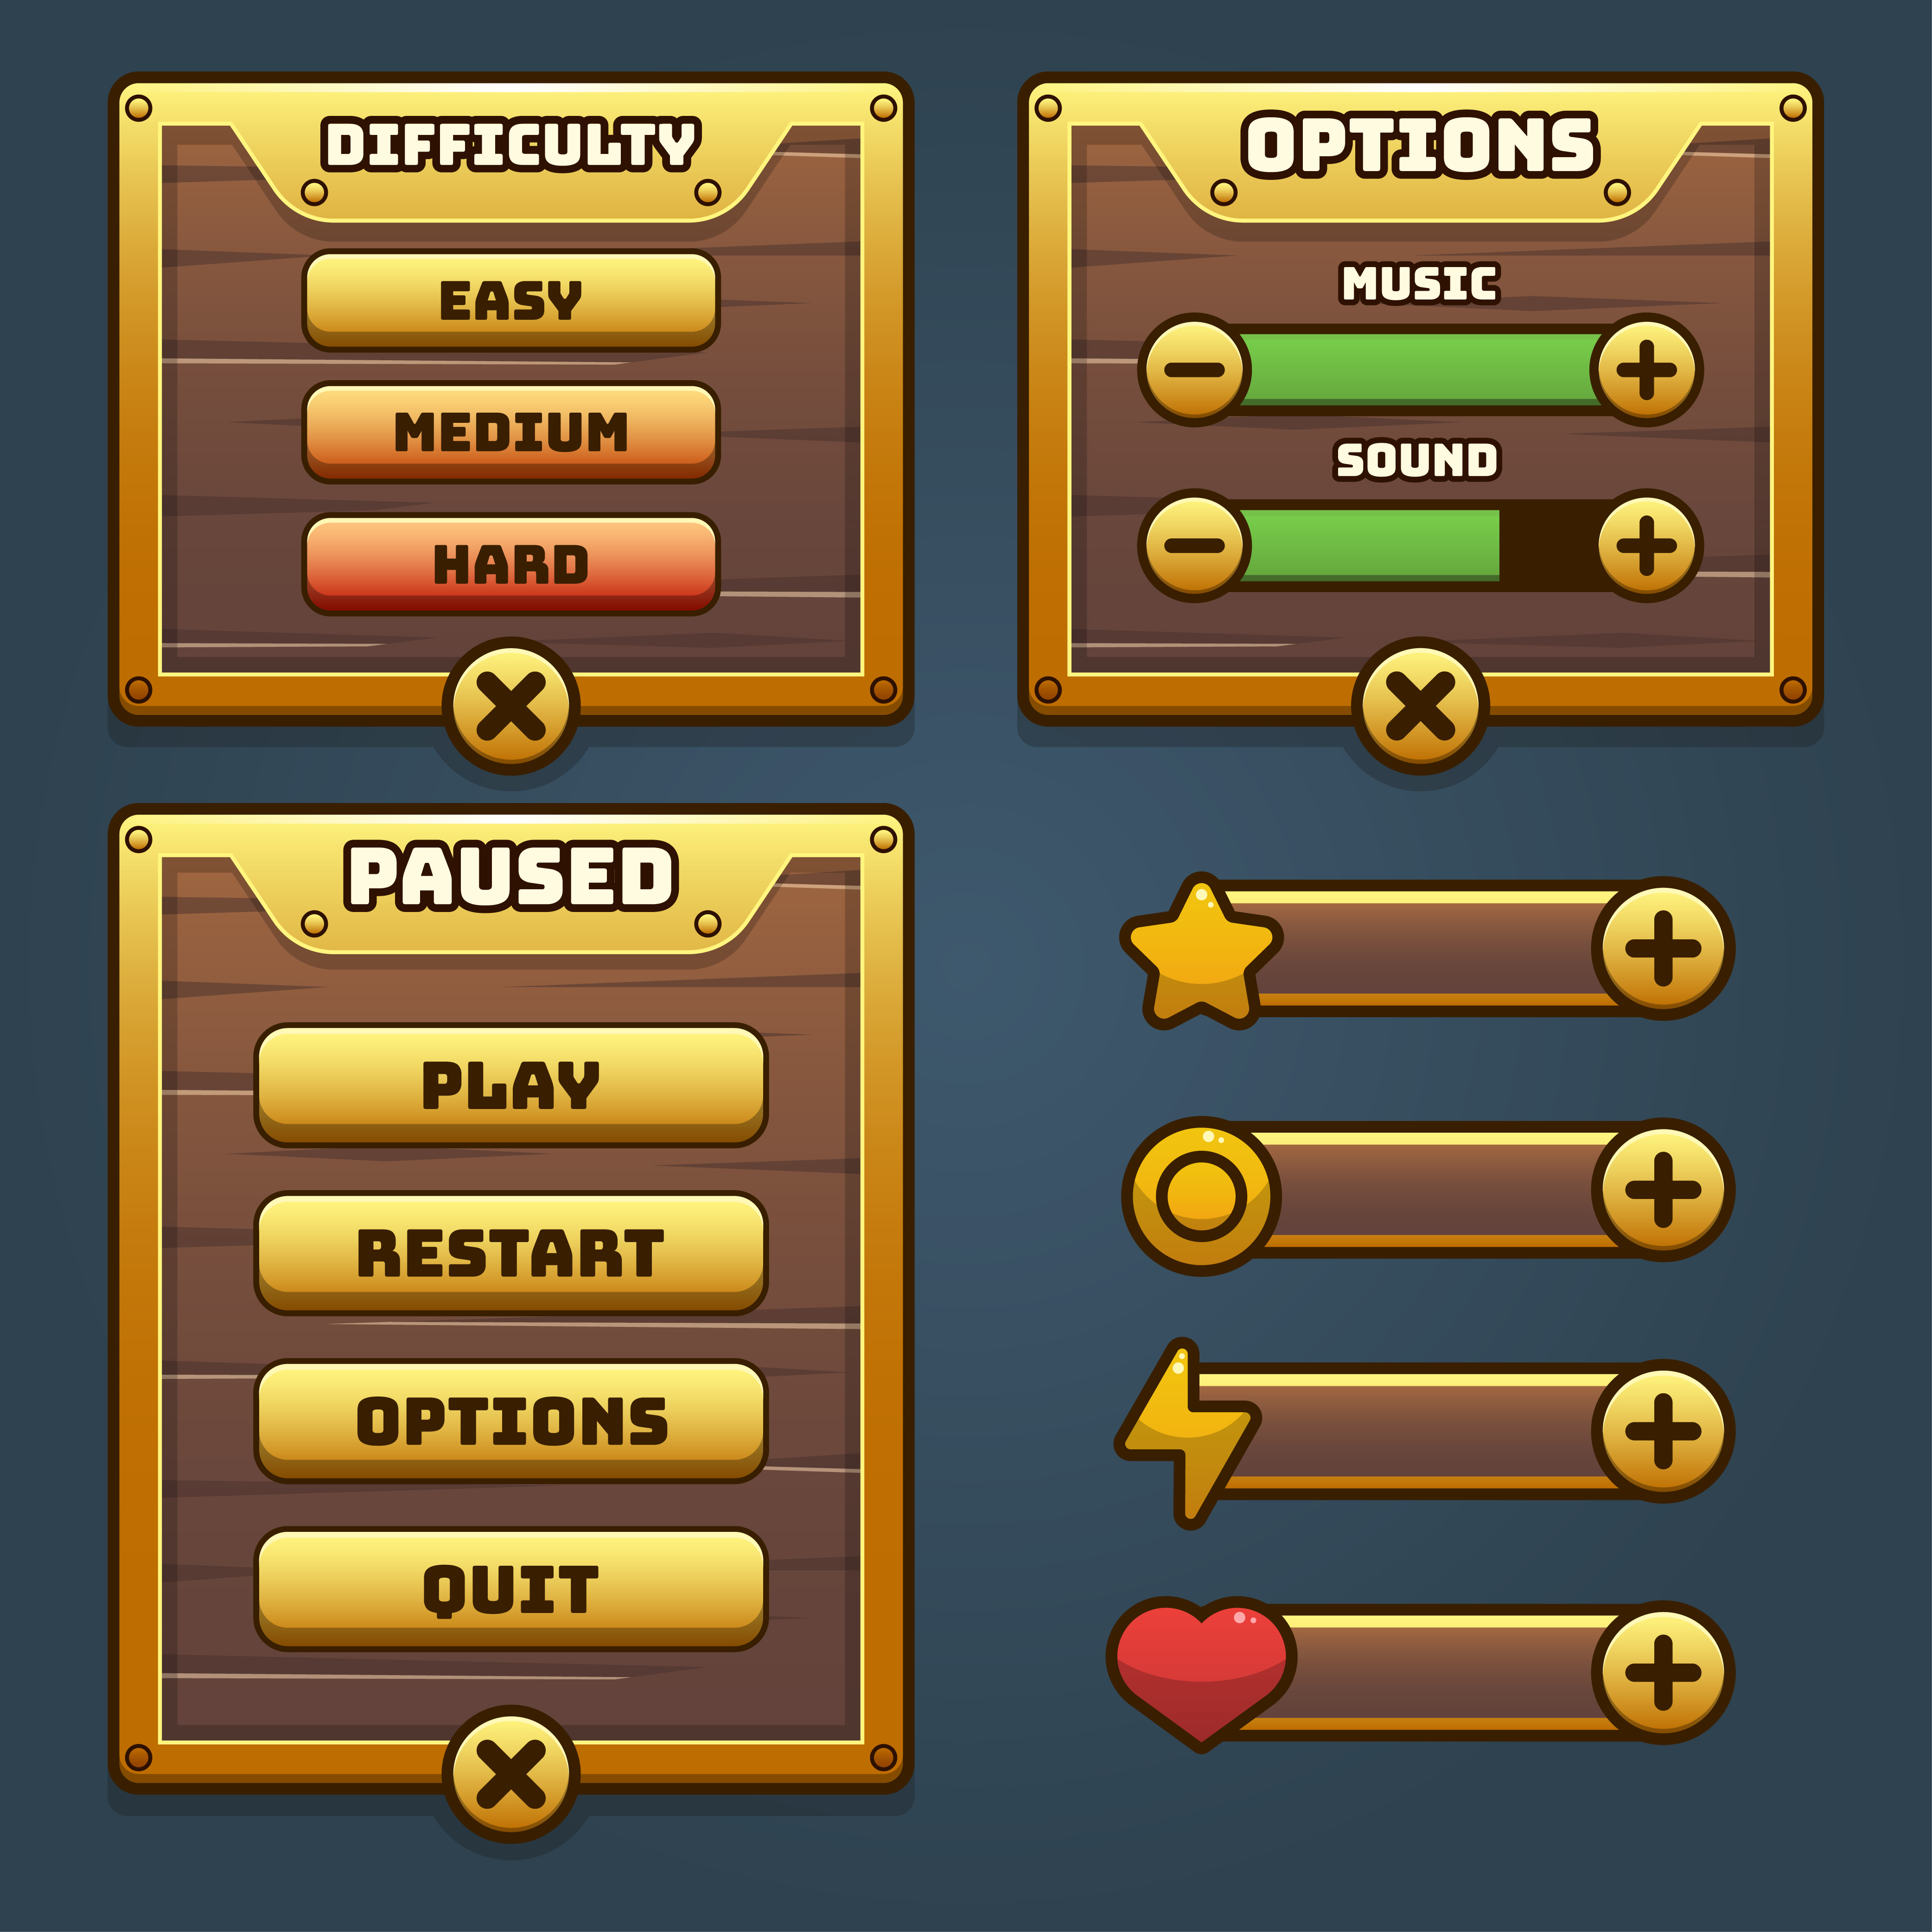 DIFFICULTY
EASY
MEDIUM
HARD
OPTIONS
MUSIC
SOUND
PAUSED
PLAY
RESTART
OPTIONS
QUIT